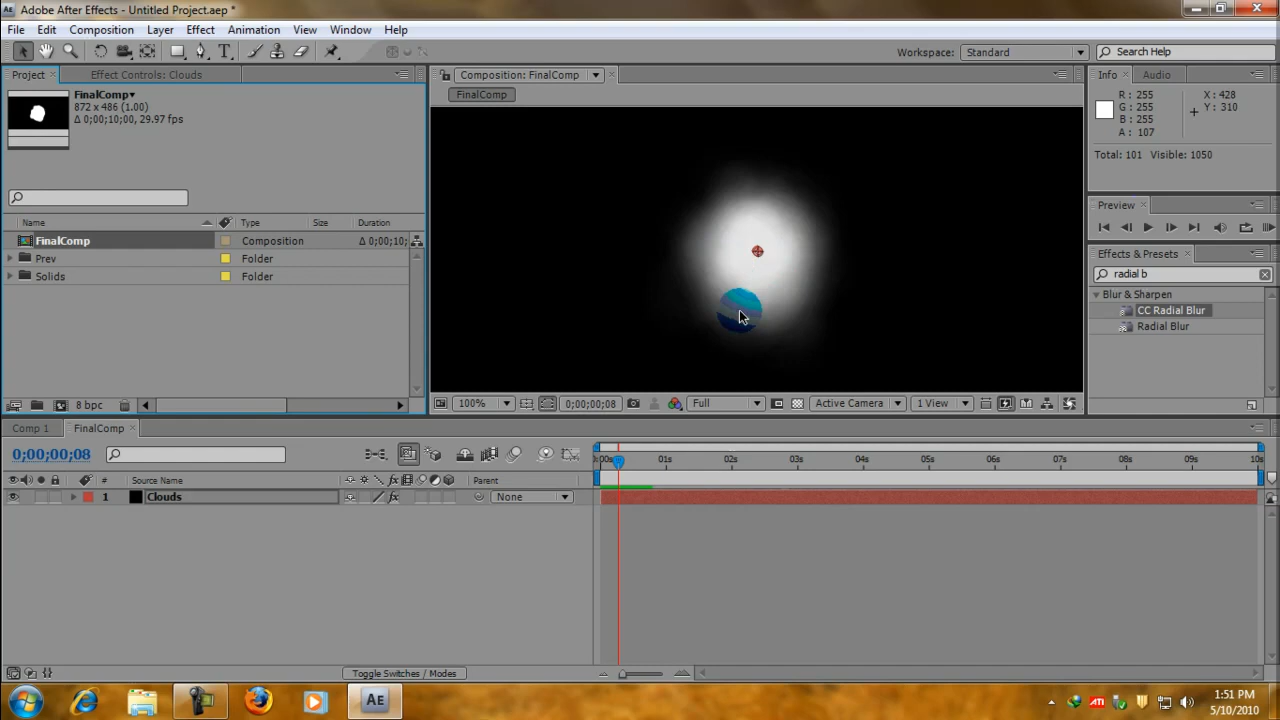 Adobe After Effects - Untitled Project.aep *
File Edit Composition Layer Effect Animation View Window Help
Workspace: Standard Search Help
Project Effect Controls: Clouds
Composition: FinalComp
Info Audio
FinalComp
FinalComp▾
872 x 486 (1.00)
Δ 0;00;10;00, 29.97 fps
R : 255
G : 255
B : 255
A : 107
X : 428
Y : 310
Total: 101 Visible: 1050
Preview
Effects & Presets
radial b
Blur & Sharpen
CC Radial Blur
Radial Blur
Name Type Size Duration
FinalComp Composition Δ 0;00;10;
Prev Folder
Solids Folder
8 bpc
100% 0;00;00;08 Full Active Camera 1 View
Comp 1 FinalComp
0;00;00;08
0:00s 01s 02s 03s 04s 05s 06s 07s 08s 09s 10s
# Source Name Parent
1 Clouds None
Toggle Switches / Modes
AE
ATI
1:51 PM
5/10/2010